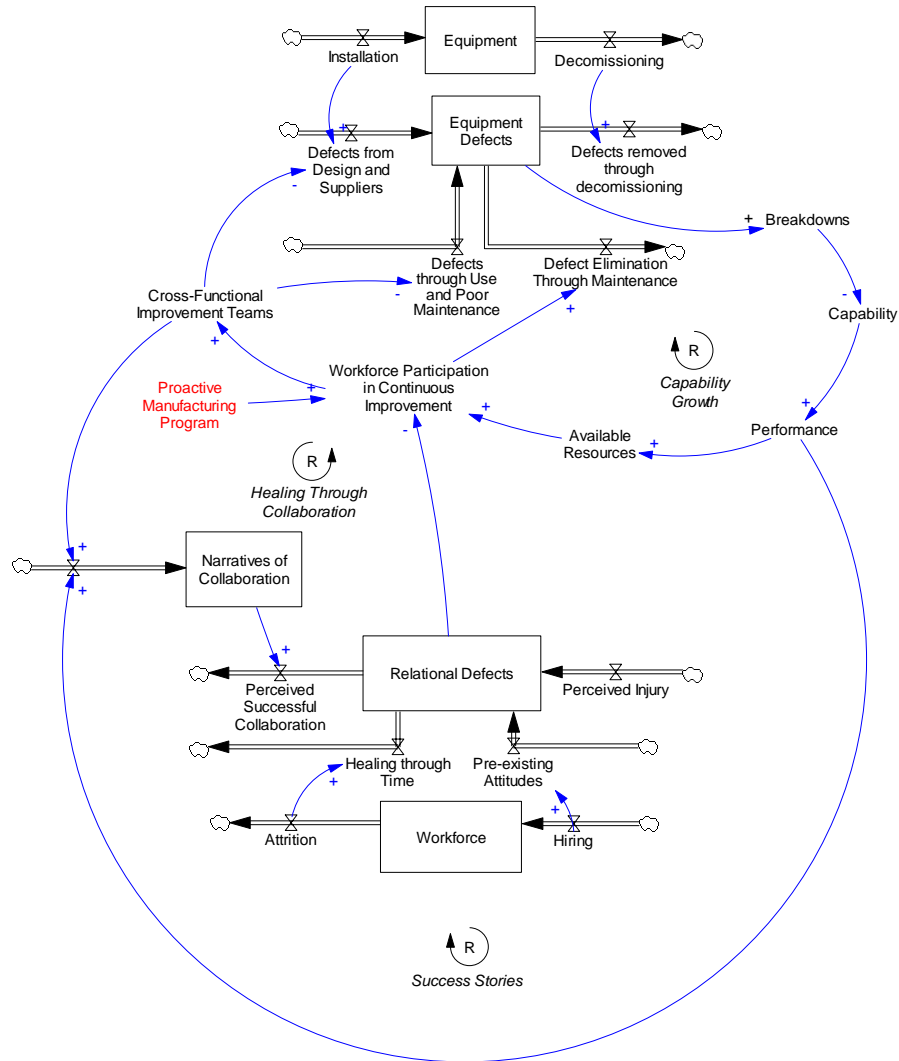 Equipment
Installation
Decomissioning
Equipment
Defects
+
+
Defects from
Design and
Suppliers
Defects removed
through
decomissioning
-
+
Breakdowns
Defects
through Use
and Poor
Maintenance
Defect Elimination
Through Maintenance
Cross-Functional
Improvement Teams
-
-
+
Capability
+
R
Capability
Growth
Workforce Participation
in Continuous
Improvement
+
Proactive
Manufacturing
Program
+
+
-
Available
Resources
+
Performance
R
Healing Through
Collaboration
+
+
Narratives of
Collaboration
+
Relational Defects
Perceived
Successful
Collaboration
Perceived Injury
Healing through
Time
Pre-existing
Attitudes
+
+
Attrition
Workforce
Hiring
R
Success Stories